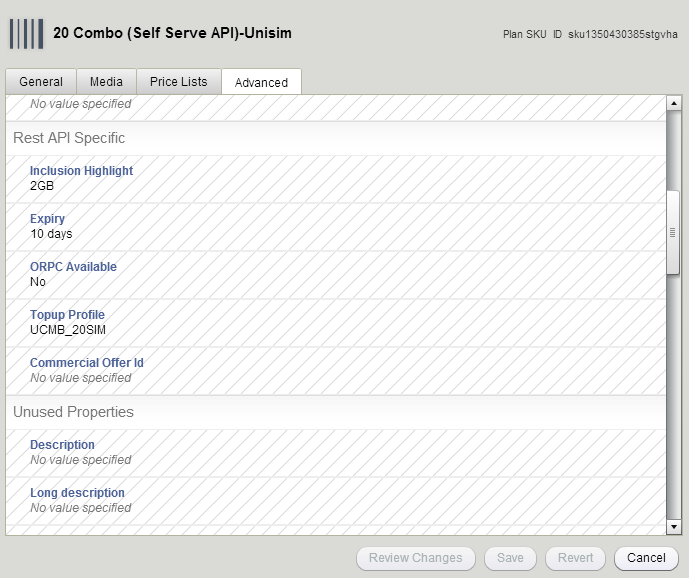 20 Combo (Self Serve API)-Unisim
Plan SKU ID sku1350430385stgvha
General Media Price Lists Advanced
No value specified
Rest API Specific
Inclusion Highlight
2GB
Expiry
10 days
ORPC Available
No
Topup Profile
UCMB_20SIM
Commercial Offer Id
No value specified
Unused Properties
Description
No value specified
Long description
No value specified
Review Changes Save Revert Cancel